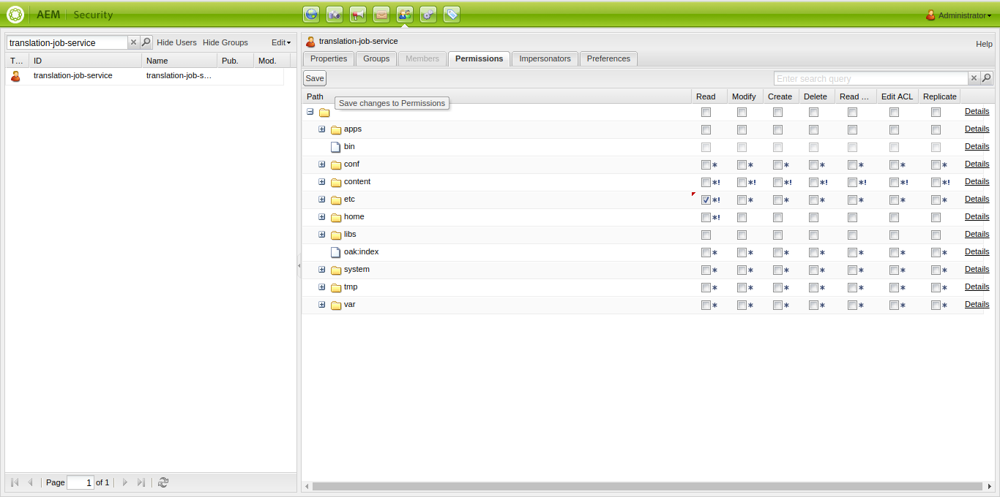 AEM Security Administrator
translation-job-service Hide Users Hide Groups Edit
T... ID Name Pub. Mod.
translation-job-service translation-job-s...
Page 1 of 1
translation-job-service
Help
Properties Groups Members Permissions Impersonators Preferences
Save Enter search query
Path Read Modify Create Delete Read ... Edit ACL Replicate
Save changes to Permissions
Details
apps Details
bin Details
conf * * * * * * * Details
content *! *! *! *! *! *! *! Details
etc *! * * * * * * Details
home *! Details
libs Details
oak:index * * * * * * * Details
system * * * * * * * Details
tmp * * * * * * * Details
var * * * * * * * Details